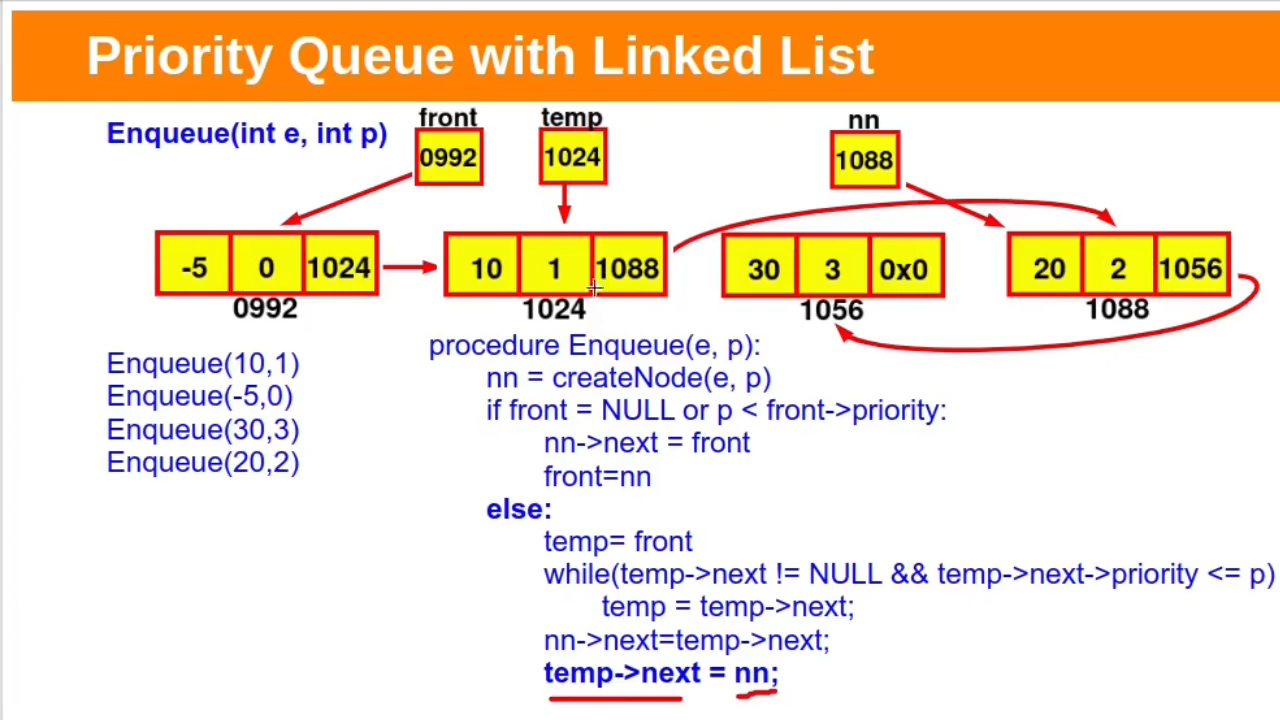 Priority Queue with Linked List
Enqueue(int e, int p)
front
temp
nn
0992
1024
1088
-5 0 1024
10 1 1088
30 3 0x0
20 2 1056
0992
1024
1056
1088
Enqueue(10,1)
Enqueue(-5,0)
Enqueue(30,3)
Enqueue(20,2)
procedure Enqueue(e, p):
nn = createNode(e, p)
if front = NULL or p < front->priority:
nn->next = front
front=nn
else:
temp= front
while(temp->next != NULL && temp->next->priority <= p)
temp = temp->next;
nn->next=temp->next;
temp->next = nn;